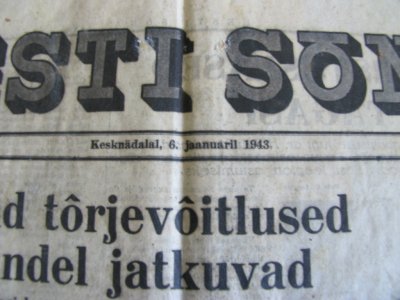 ESTI SÕN
Kesknädalal, 6. jaanuaril 1943.
d tôrjevôitlused
ndel jatkuvad